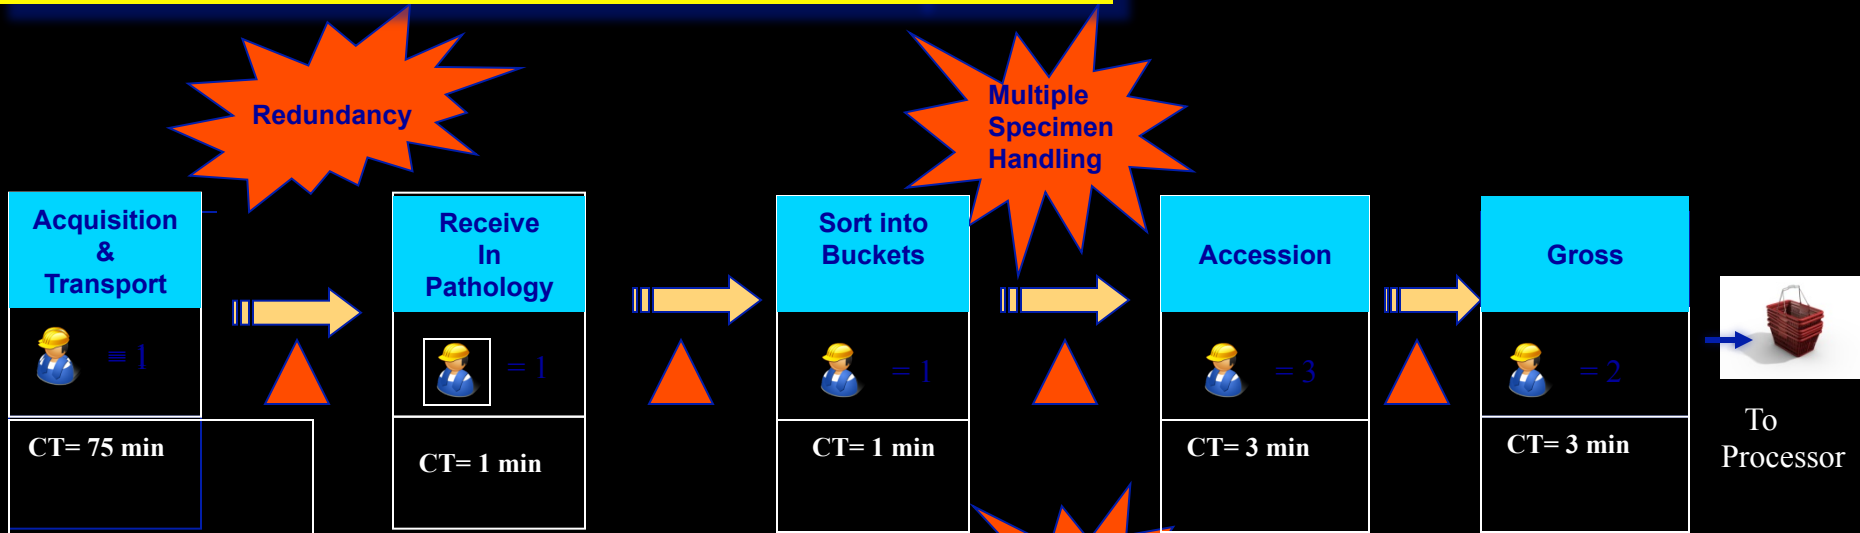 Redundancy
Multiple
Specimen
Handling
Acquisition
&
Transport
Receive
In
Pathology
Sort into
Buckets
Accession
Gross
= 1
= 1
= 1
= 3
= 2
CT= 75 min
CT= 1 min
CT= 1 min
CT= 3 min
CT= 3 min
To
Processor